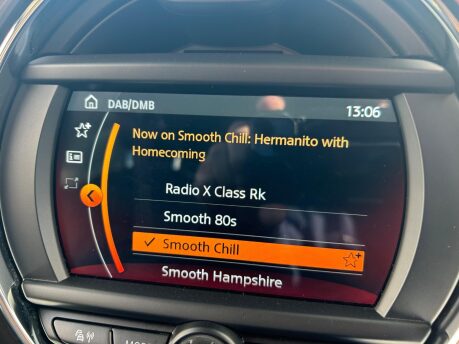 DAB/DMB
13:06
Now on Smooth Chill: Hermanito with
Homecoming
Radio X Class Rk
Smooth 80s
Smooth Chill
Smooth Hampshire